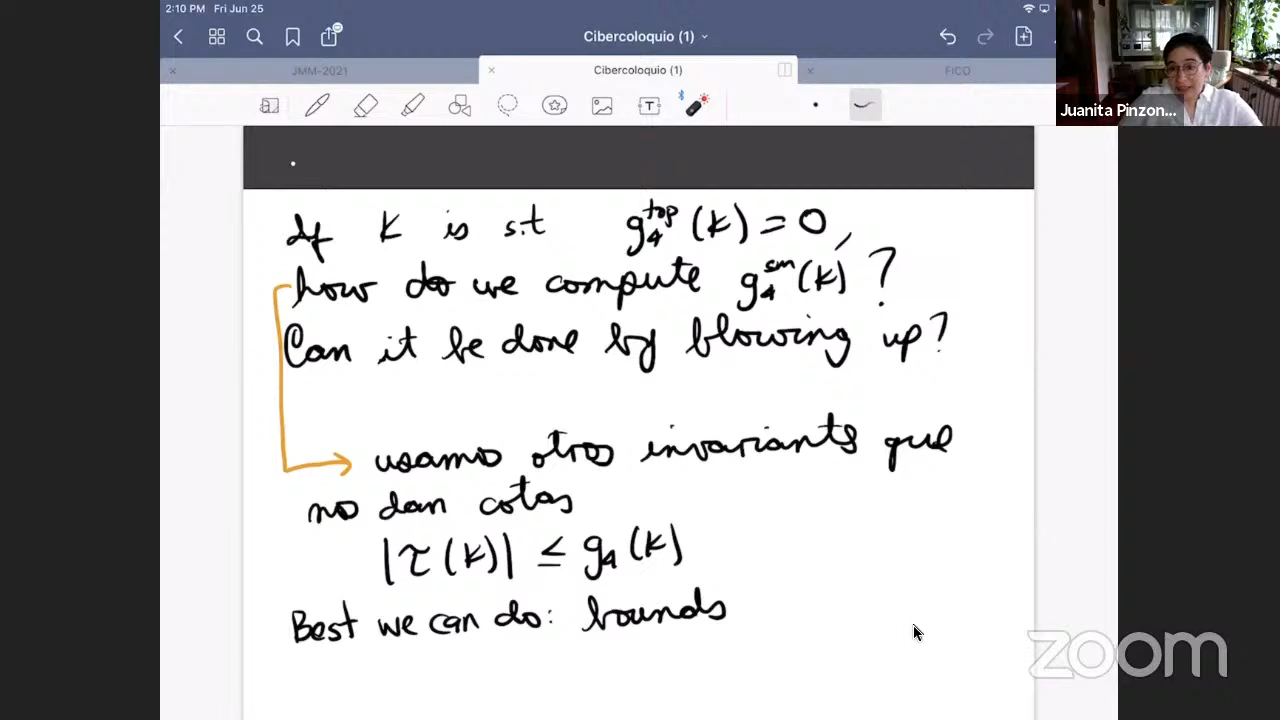 2:10 PM Fri Jun 25
Cibercoloquio (1)
JMM-2021
Cibercoloquio (1)
FICO
Juanita Pinzon...
If K is s.t g₄ᵗᵒᵖ(K) = 0,
how do we compute g₄ˢᵐ(K)?
Can it be done by blowing up?
usamos otros invariants que
no dan cotas
|τ(K)| ≤ g₄(K)
Best we can do: bounds
zoom